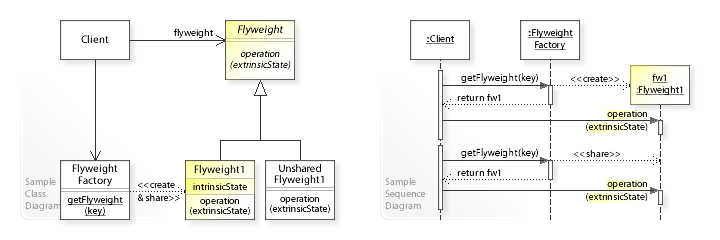 Client
flyweight
Flyweight
operation
(extrinsicState)
Flyweight
Factory
getFlyweight
(key)
<<create
& share>>
Flyweight1
intrinsicState
operation
(extrinsicState)
Unshared
Flyweight1
operation
(extrinsicState)
Sample
Class
Diagram
:Client
:Flyweight
Factory
getFlyweight(key)
<<create>>
fw1
:Flyweight1
return fw1
operation
(extrinsicState)
getFlyweight(key)
<<share>>
return fw1
operation
(extrinsicState)
Sample
Sequence
Diagram